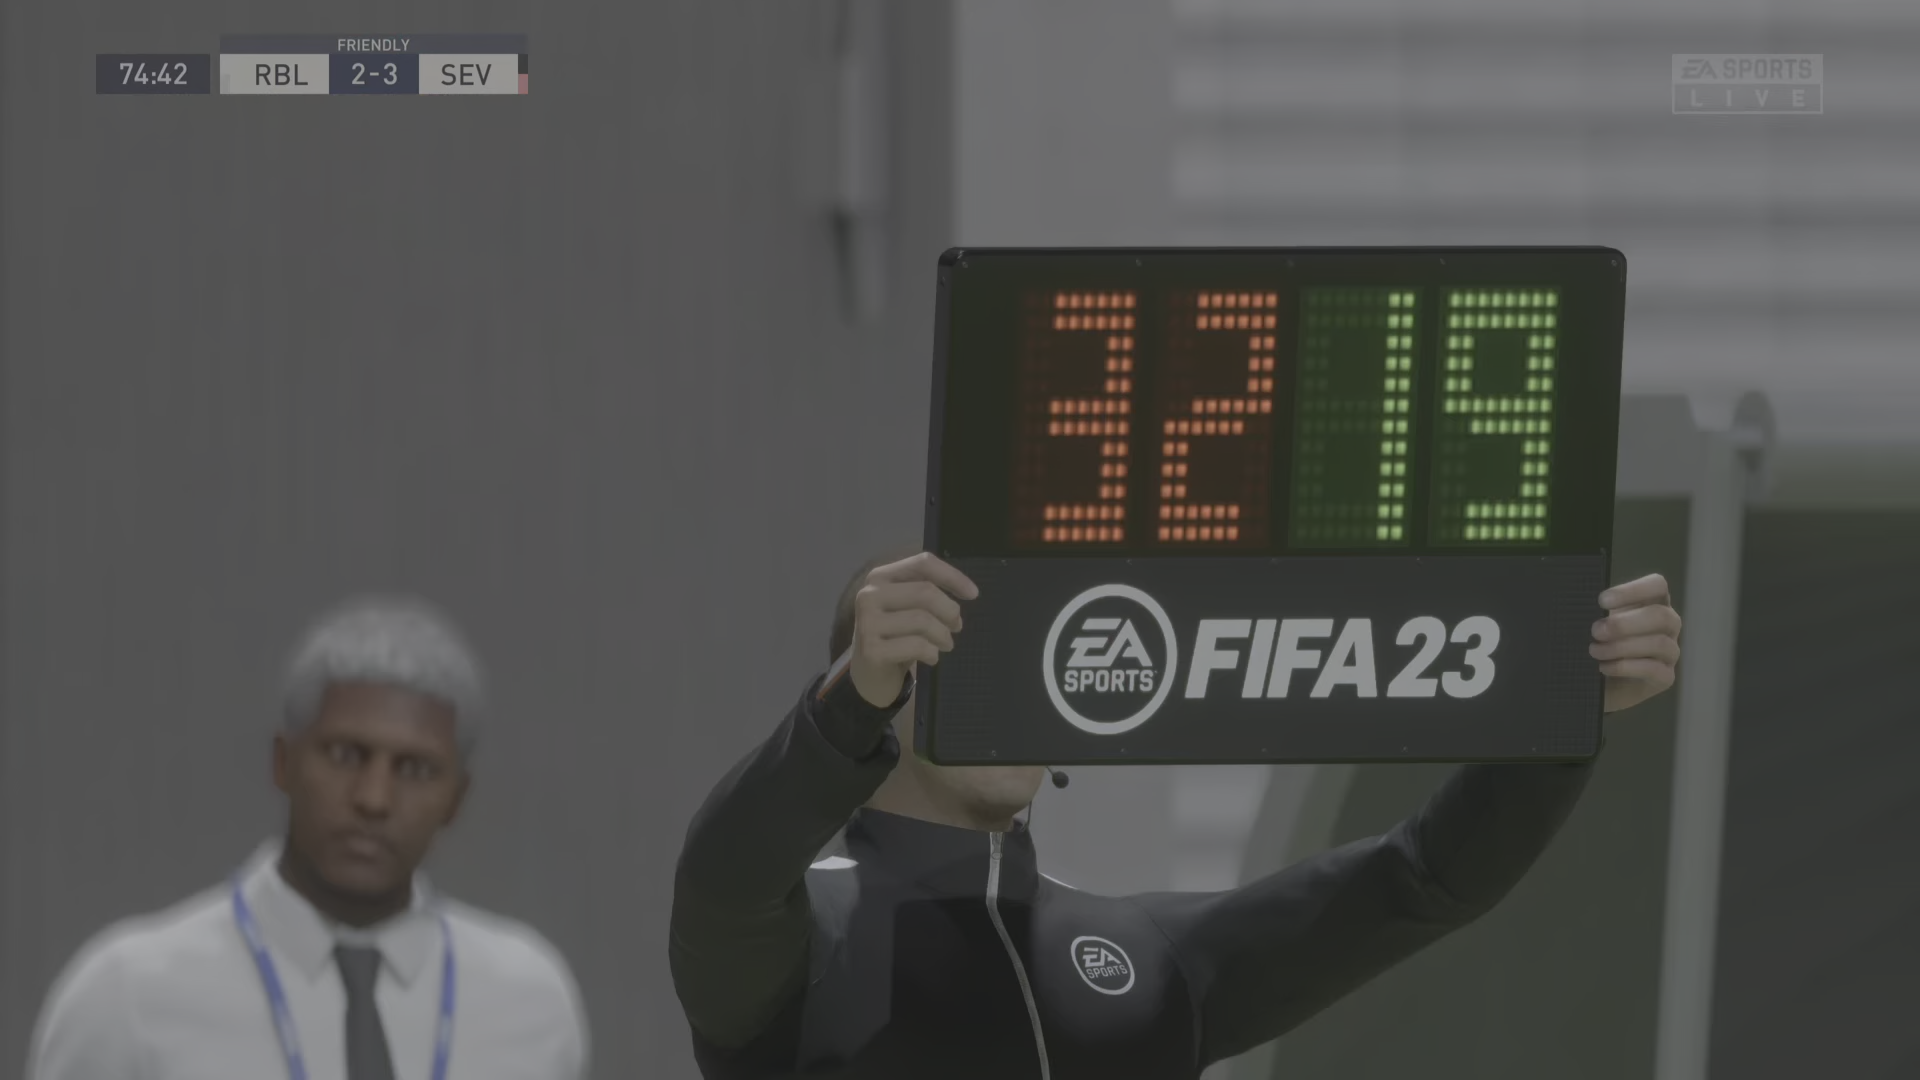 FRIENDLY
74:42 RBL 2-3 SEV
EA SPORTS
LIVE
32 19
EA SPORTS FIFA 23
EA SPORTS